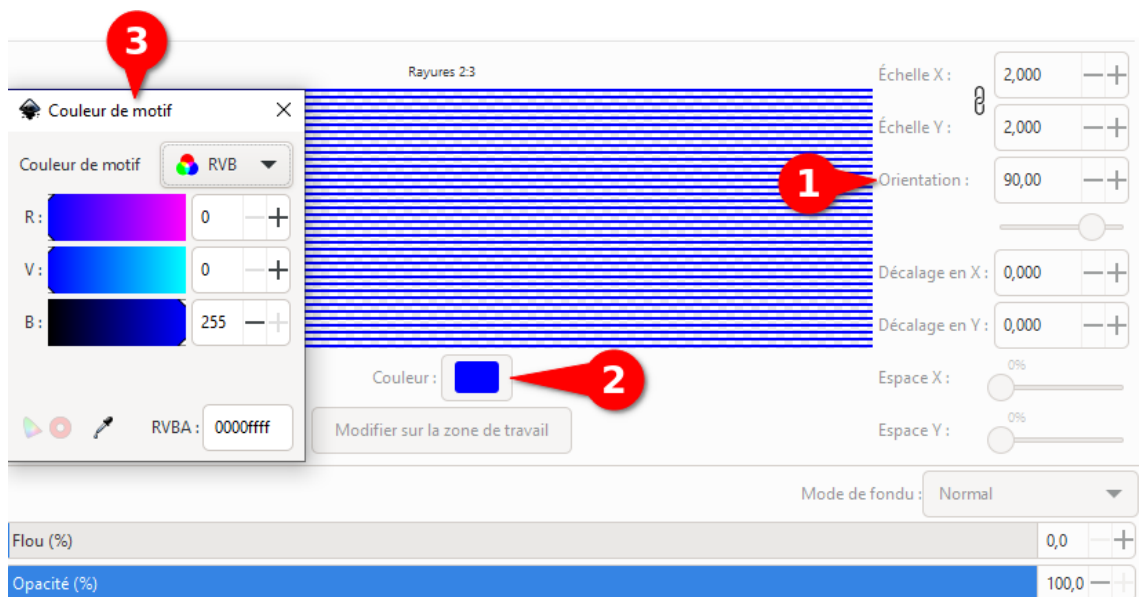 3
Rayures 2:3
Échelle X : 2,000
Couleur de motif
Échelle Y : 2,000
Couleur de motif RVB
1
Orientation : 90,00
R : 0
V : 0
Décalage en X : 0,000
B : 255
Décalage en Y : 0,000
Couleur :
2
Espace X : 0%
RVBA : 0000ffff
Modifier sur la zone de travail
Espace Y : 0%
Mode de fondu : Normal
Flou (%) 0,0
Opacité (%) 100,0